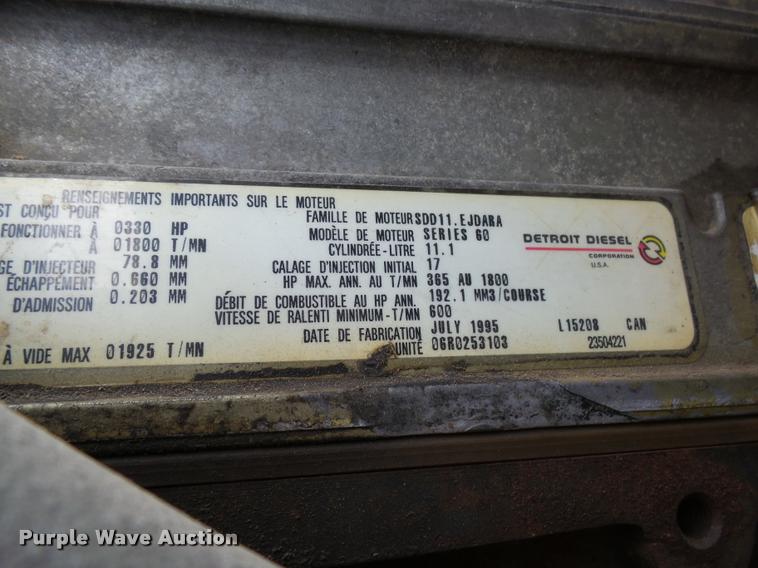 RENSEIGNEMENTS IMPORTANTS SUR LE MOTEUR
EST CONÇU POUR
FONCTIONNER À 0330 HP
À 01800 T/MN
D'INJECTEUR 78.8 MM
ÉCHAPPEMENT 0.660 MM
D'ADMISSION 0.203 MM
À VIDE MAX 01925 T/MN
FAMILLE DE MOTEUR SDD11.EJDARA
MODÈLE DE MOTEUR SERIES 60
CYLINDRÉE-LITRE 11.1
CALAGE D'INJECTION INITIAL 17
HP MAX. ANN. AU T/MN 365 AU 1800
DÉBIT DE COMBUSTIBLE AU HP ANN. 192.1 MM3/COURSE
VITESSE DE RALENTI MINIMUM-T/MN 600
DATE DE FABRICATION JULY 1995
UNITÉ 06R0253103
DETROIT DIESEL
CORPORATION
U.S.A.
L15208 CAN
23504221
Purple Wave Auction